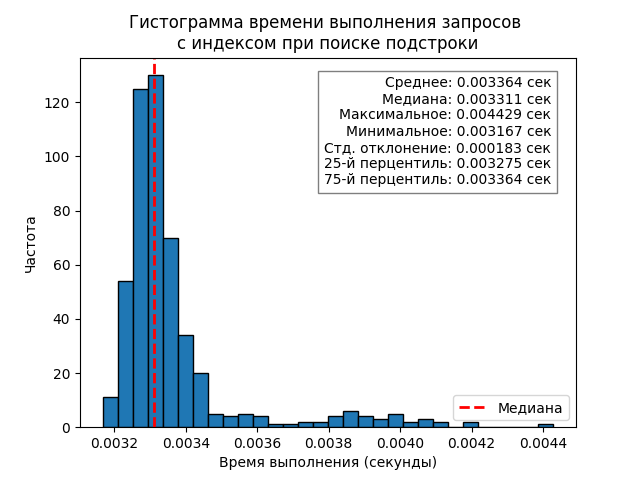 Гистограмма времени выполнения запросов
с индексом при поиске подстроки
Среднее: 0.003364 сек
Медиана: 0.003311 сек
Максимальное: 0.004429 сек
Минимальное: 0.003167 сек
Стд. отклонение: 0.000183 сек
25-й перцентиль: 0.003275 сек
75-й перцентиль: 0.003364 сек
Частота
120
100
80
60
40
20
0
Медиана
0.0032 0.0034 0.0036 0.0038 0.0040 0.0042 0.0044
Время выполнения (секунды)